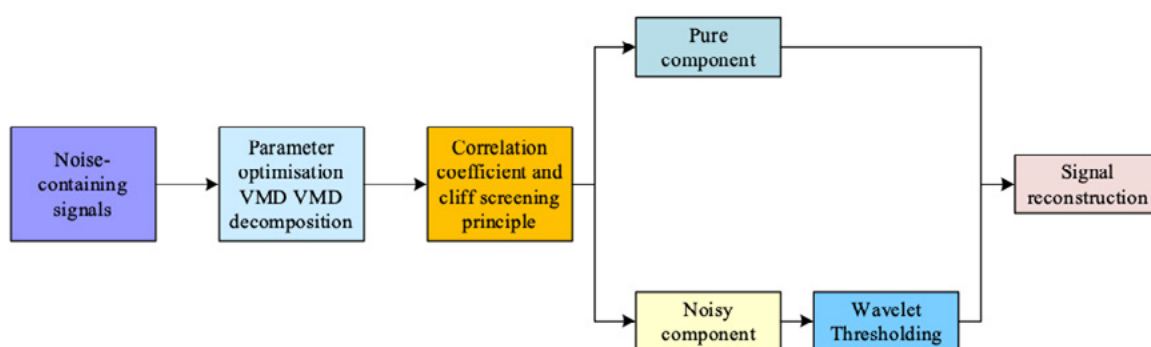 Noise-
containing
signals
Parameter
optimisation
VMD VMD
decomposition
Correlation
coefficient and
cliff screening
principle
Pure
component
Noisy
component
Wavelet
Thresholding
Signal
reconstruction